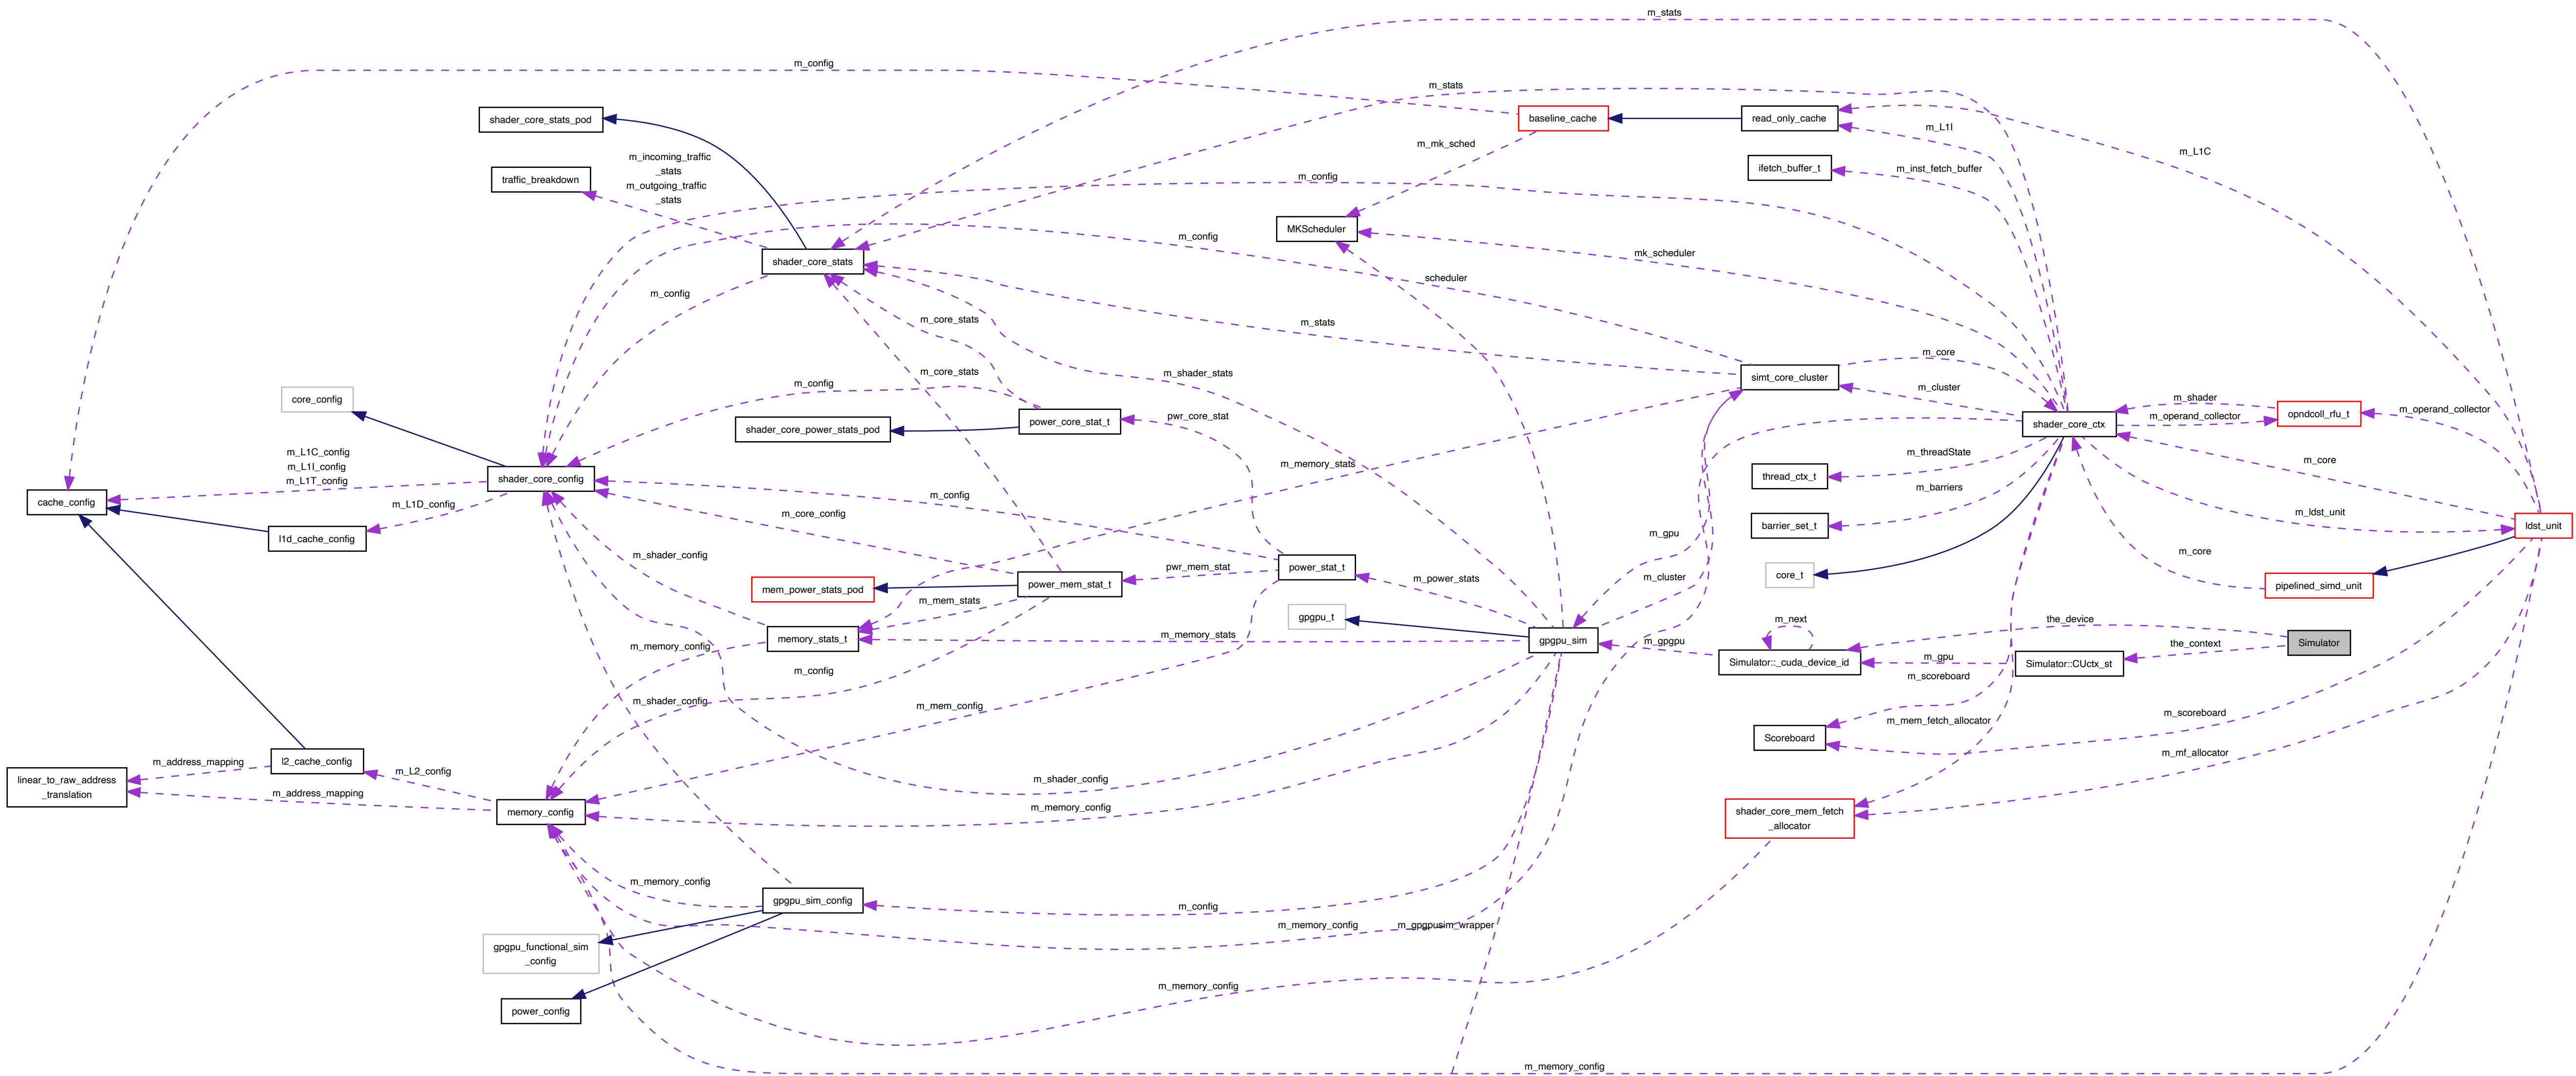 m_stats
m_config
m_stats
shader_core_stats_pod
baseline_cache
read_only_cache
m_L1I
m_mk_sched
m_L1C
m_incoming_traffic
_stats
m_outgoing_traffic
_stats
traffic_breakdown
ifetch_buffer_t
m_inst_fetch_buffer
m_config
MKScheduler
m_config
mk_scheduler
shader_core_stats
scheduler
m_config
m_core_stats
m_stats
m_core
m_core_stats
m_shader_stats
simt_core_cluster
m_cluster
m_config
core_config
m_shader
opndcoll_rfu_t
m_operand_collector
m_operand_collector
pwr_core_stat
power_core_stat_t
shader_core_power_stats_pod
shader_core_ctx
m_L1C_config
m_L1I_config
m_L1T_config
m_threadState
m_core
m_memory_stats
thread_ctx_t
shader_core_config
m_barriers
cache_config
m_L1D_config
m_config
m_core_config
m_ldst_unit
barrier_set_t
ldst_unit
l1d_cache_config
m_gpu
m_core
m_shader_config
pwr_mem_stat
power_stat_t
m_power_stats
m_cluster
core_t
power_mem_stat_t
mem_power_stats_pod
pipelined_simd_unit
m_mem_stats
gpgpu_t
m_next
the_device
memory_stats_t
m_memory_stats
gpgpu_sim
m_gpgpu
Simulator
m_memory_config
the_context
Simulator::_cuda_device_id
m_gpu
Simulator::CUctx_st
m_config
m_scoreboard
m_shader_config
m_mem_config
m_mem_fetch_allocator
m_scoreboard
Scoreboard
m_mf_allocator
l2_cache_config
m_address_mapping
m_L2_config
linear_to_raw_address
_translation
m_address_mapping
m_shader_config
m_memory_config
memory_config
shader_core_mem_fetch
_allocator
m_memory_config
gpgpu_sim_config
m_config
m_memory_config
m_gpgpusim_wrapper
gpgpu_functional_sim
_config
m_memory_config
power_config
m_memory_config